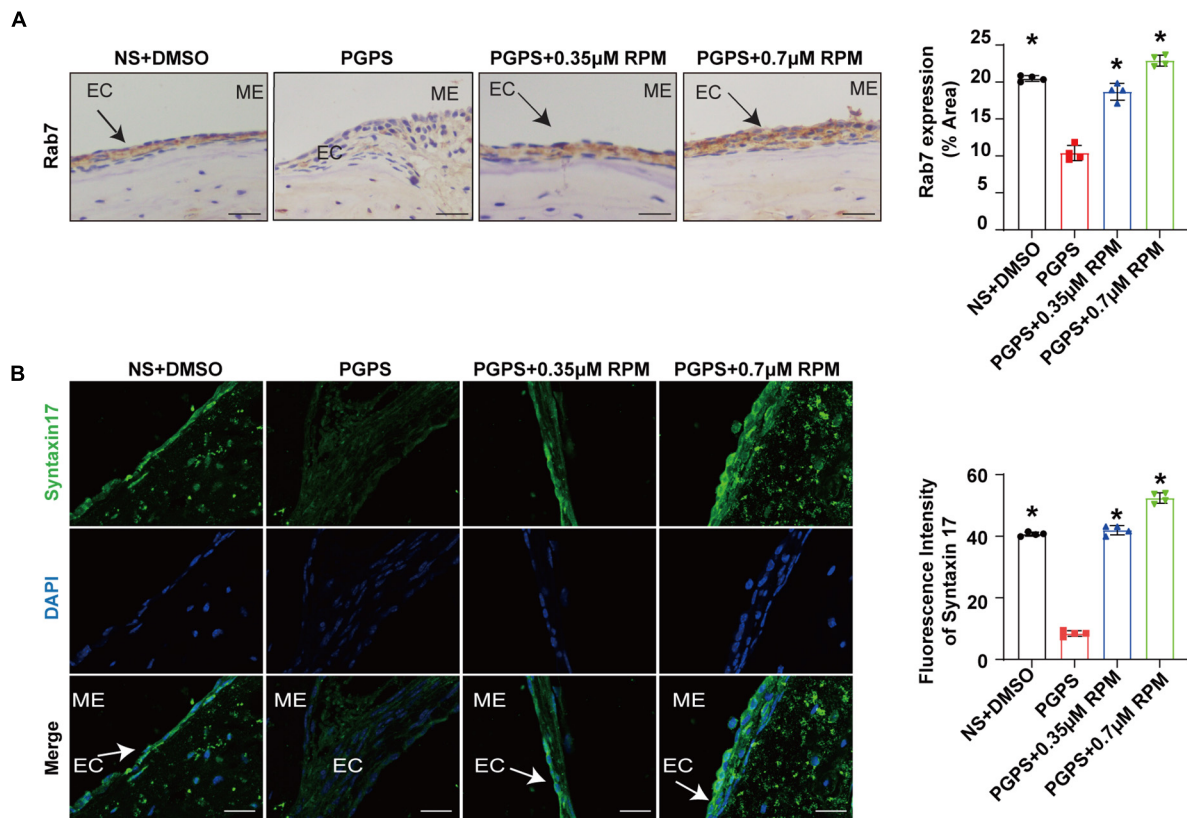 A
NS+DMSO PGPS PGPS+0.35μM RPM PGPS+0.7μM RPM
Rab7
EC ME
EC ME
EC ME
EC ME
Rab7 expression
(% Area)
25
20
15
10
5
0
NS+DMSO
PGPS
PGPS+0.35μM RPM
PGPS+0.7μM RPM
* * *
B
NS+DMSO PGPS PGPS+0.35μM RPM PGPS+0.7μM RPM
Syntaxin17
DAPI
Merge
ME EC
ME EC
ME EC
ME EC
Fluorescence Intensity
of Syntaxin 17
60
40
20
0
NS+DMSO
PGPS
PGPS+0.35μM RPM
PGPS+0.7μM RPM
* * *